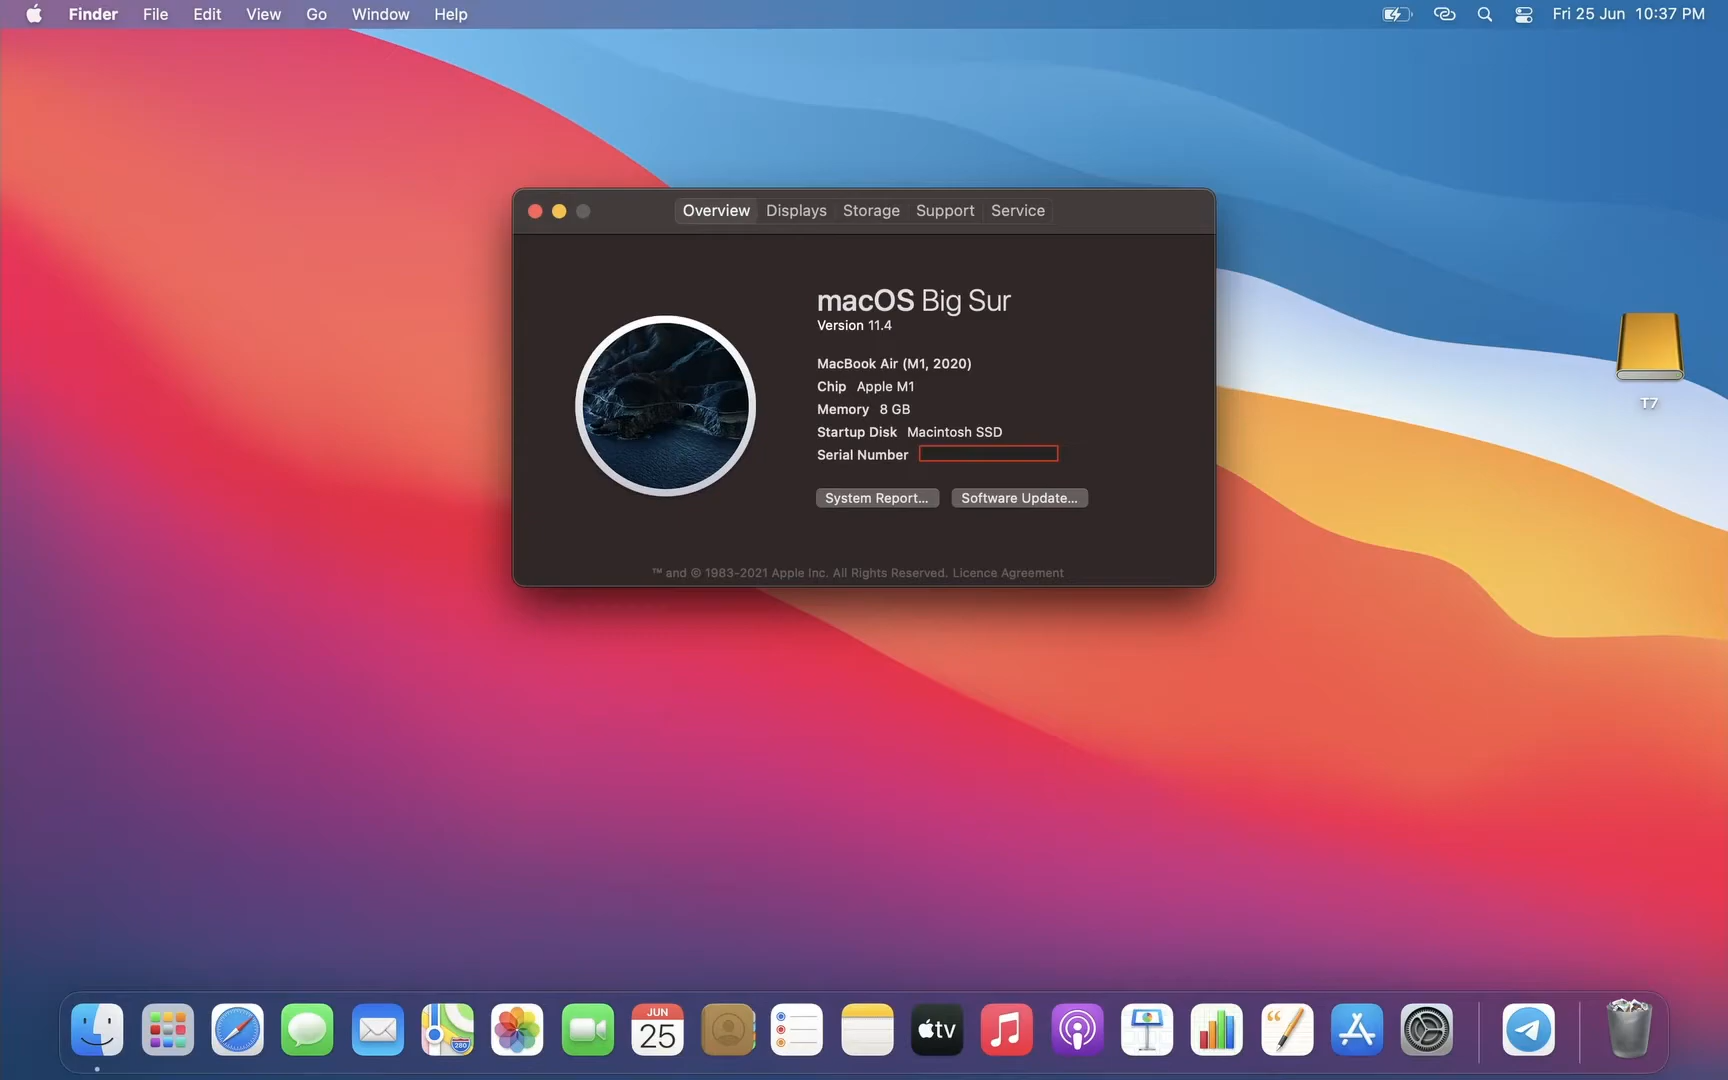 Finder File Edit View Go Window Help Fri 25 Jun 10:37 PM
Overview Displays Storage Support Service
macOS Big Sur
Version 11.4
MacBook Air (M1, 2020)
Chip Apple M1
Memory 8 GB
Startup Disk Macintosh SSD
Serial Number
System Report... Software Update...
™ and © 1983-2021 Apple Inc. All Rights Reserved. Licence Agreement
T7
JUN
25
280
tv